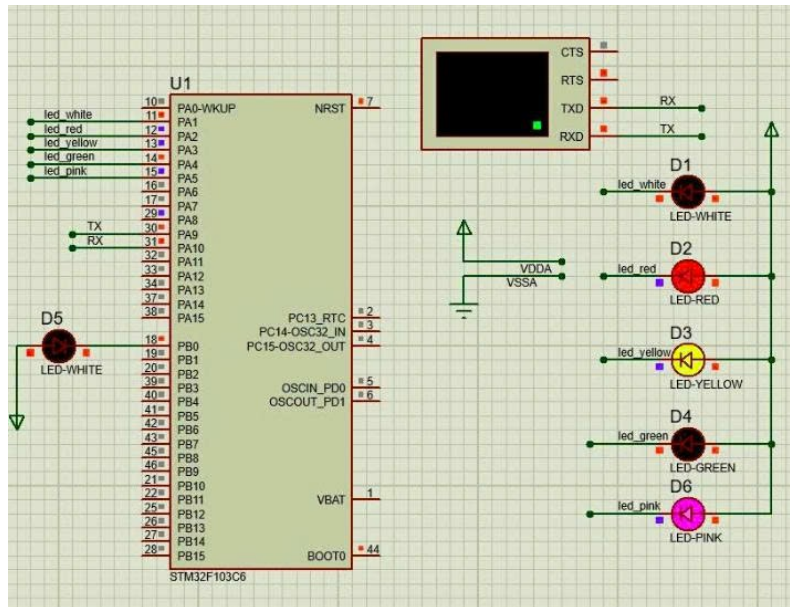 U1
10 PA0-WKUP NRST 7
led_white 11 PA1
led_red 12 PA2
led_yellow 13 PA3
led_green 14 PA4
led_pink 15 PA5
16 PA6
17 PA7
29 PA8
TX 30 PA9
RX 31 PA10
32 PA11
33 PA12
34 PA13
37 PA14
38 PA15
PC13_RTC 2
PC14-OSC32_IN 3
PC15-OSC32_OUT 4
18 PB0
19 PB1
20 PB2
39 PB3
40 PB4
41 PB5
42 PB6
43 PB7
45 PB8
46 PB9
21 PB10
22 PB11
25 PB12
26 PB13
27 PB14
28 PB15
OSCIN_PD0 5
OSCOUT_PD1 6
VBAT 1
BOOT0 44
STM32F103C6
D5
LED-WHITE
CTS
RTS
TXD RX
RXD TX
VDDA
VSSA
D1
led_white
LED-WHITE
D2
led_red
LED-RED
D3
led_yellow
LED-YELLOW
D4
led_green
LED-GREEN
D6
led_pink
LED-PINK